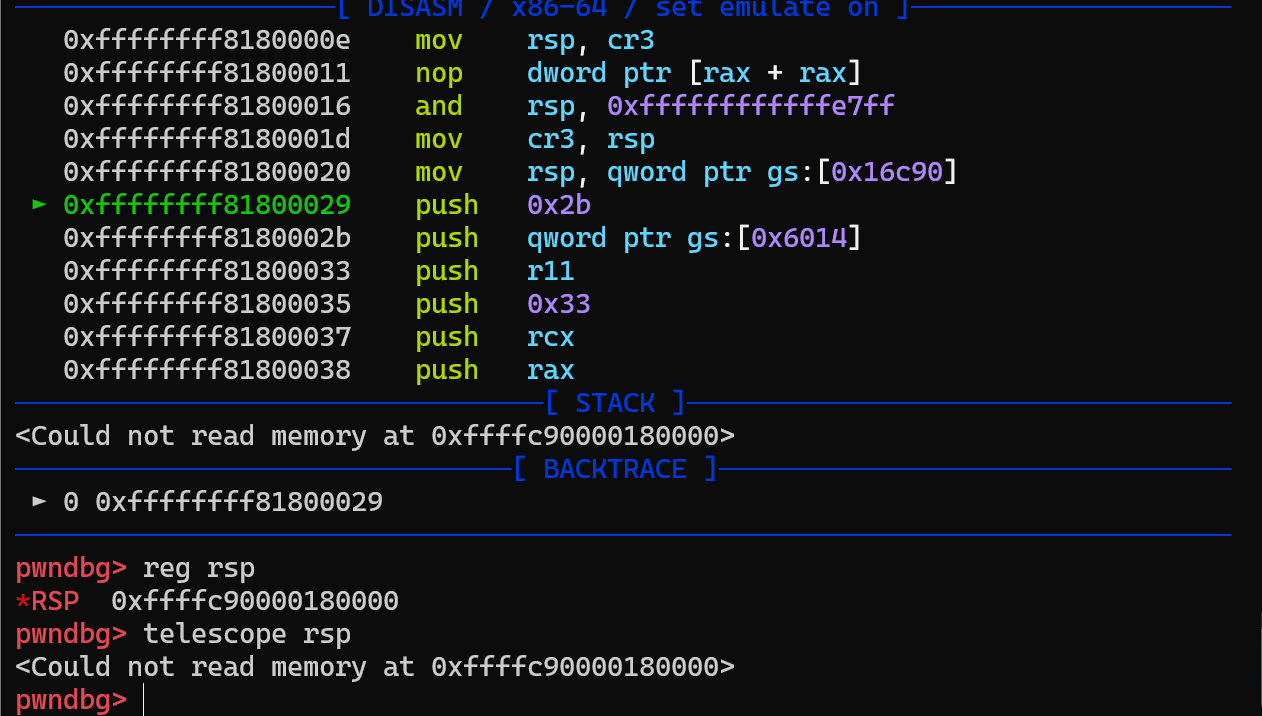 [ DISASM / x86-64 / set emulate on ]
0xffffffff8180000e mov rsp, cr3
0xffffffff81800011 nop dword ptr [rax + rax]
0xffffffff81800016 and rsp, 0xffffffffffffe7ff
0xffffffff8180001d mov cr3, rsp
0xffffffff81800020 mov rsp, qword ptr gs:[0x16c90]
► 0xffffffff81800029 push 0x2b
0xffffffff8180002b push qword ptr gs:[0x6014]
0xffffffff81800033 push r11
0xffffffff81800035 push 0x33
0xffffffff81800037 push rcx
0xffffffff81800038 push rax
[ STACK ]
<Could not read memory at 0xffffc90000180000>
[ BACKTRACE ]
► 0 0xffffffff81800029
pwndbg> reg rsp
*RSP 0xffffc90000180000
pwndbg> telescope rsp
<Could not read memory at 0xffffc90000180000>
pwndbg>